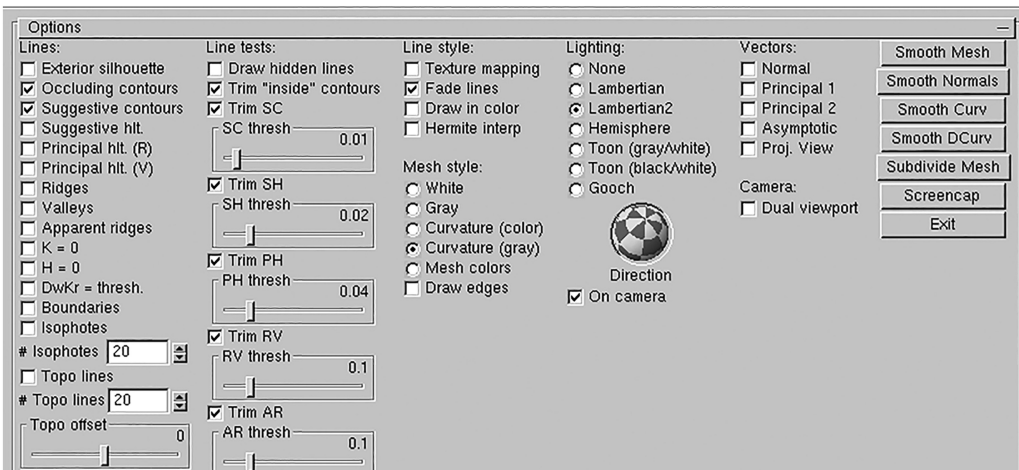 Options
Lines:
Exterior silhouette
Occluding contours
Suggestive contours
Suggestive hlt.
Principal hlt. (R)
Principal hlt. (V)
Ridges
Valleys
Apparent ridges
K = 0
H = 0
DwKr = thresh.
Boundaries
Isophotes
# Isophotes 20
Topo lines
# Topo lines 20
Topo offset
0
Line tests:
Draw hidden lines
Trim "inside" contours
Trim SC
SC thresh
0.01
Trim SH
SH thresh
0.02
Trim PH
PH thresh
0.04
Trim RV
RV thresh
0.1
Trim AR
AR thresh
0.1
Line style:
Texture mapping
Fade lines
Draw in color
Hermite interp
Mesh style:
White
Gray
Curvature (color)
Curvature (gray)
Mesh colors
Draw edges
Lighting:
None
Lambertian
Lambertian2
Hemisphere
Toon (gray/white)
Toon (black/white)
Gooch
Direction
On camera
Vectors:
Normal
Principal 1
Principal 2
Asymptotic
Proj. View
Camera:
Dual viewport
Smooth Mesh
Smooth Normals
Smooth Curv
Smooth DCurv
Subdivide Mesh
Screencap
Exit